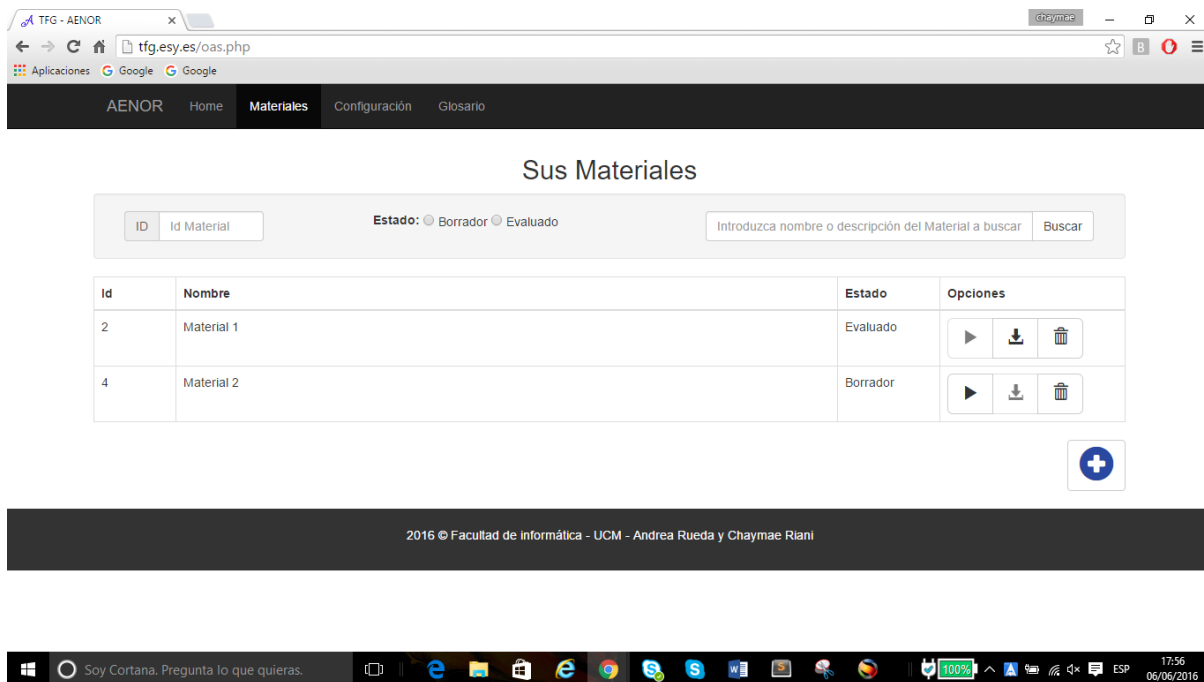 TFG - AENOR
chaymae
tfg.esy.es/oas.php
Aplicaciones Google Google
AENOR Home Materiales Configuración Glosario
Sus Materiales
ID Id Material Estado: Borrador Evaluado Introduzca nombre o descripción del Material a buscar Buscar
Id Nombre Estado Opciones
2 Material 1 Evaluado
4 Material 2 Borrador
2016 © Facultad de informática - UCM - Andrea Rueda y Chaymae Riani
Soy Cortana. Pregunta lo que quieras.
100% ESP 17:56
06/06/2016